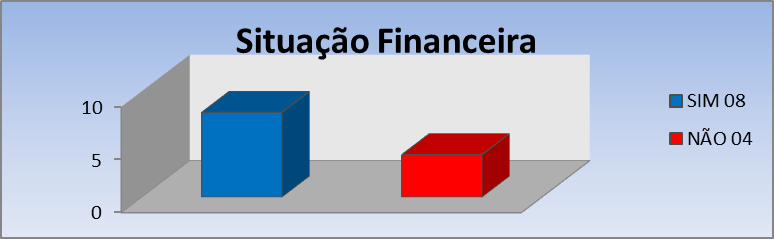 Situação Financeira
10
5
0
SIM 08
NÃO 04